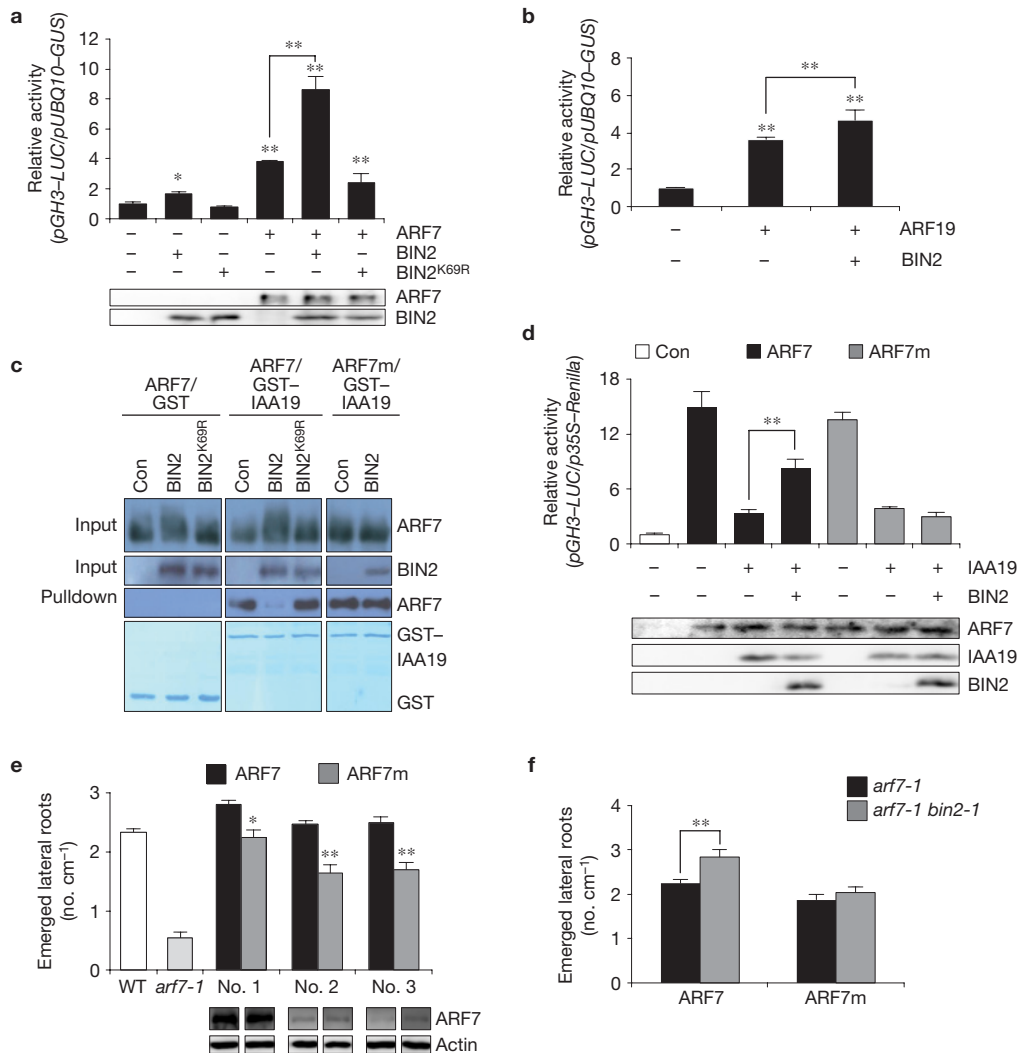 a
Relative activity
(pGH3–LUC/pUBQ10–GUS)
12
10
8
6
4
2
0
*
**
**
**
**
– – – + + + ARF7
– + – – + – BIN2
– – + – – + BIN2K69R
ARF7
BIN2
b
Relative activity
(pGH3–LUC/pUBQ10–GUS)
8
6
4
2
0
**
**
**
– + + ARF19
– – + BIN2
c
ARF7/
GST
ARF7/
GST–
IAA19
ARF7m/
GST–
IAA19
Con BIN2 BIN2K69R Con BIN2 BIN2K69R Con BIN2
Input ARF7
Input BIN2
Pulldown ARF7
GST–
IAA19
GST
d
Con ARF7 ARF7m
Relative activity
(pGH3–LUC/p35S–Renilla)
18
12
6
0
**
– – + + – + + IAA19
– – – + – – + BIN2
ARF7
IAA19
BIN2
e
ARF7 ARF7m
Emerged lateral roots
(no. cm–1)
3
2
1
0
*
**
**
WT arf7-1 No. 1 No. 2 No. 3
ARF7
Actin
f
arf7-1
arf7-1 bin2-1
Emerged lateral roots
(no. cm–1)
4
3
2
1
0
**
ARF7 ARF7m